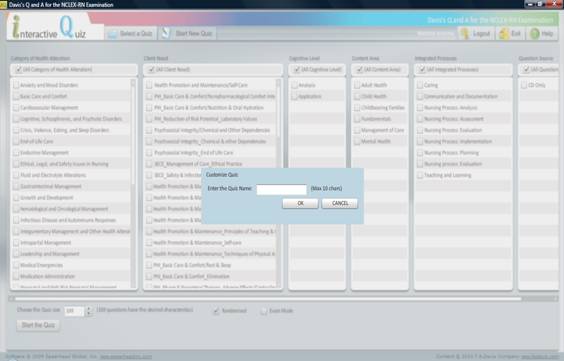 Davis's Q and A for the NCLEX-RN Examination
Davis's Q and A for the NCLEX-RN Examination
interactive Quiz
Select a Quiz
Start New Quiz
Logout
Exit
Help
Category of Health Alteration
Client Need
Cognitive Level
Content Area
Integrated Processes
Question Source
(All Category of Health Alteration)
(All Client Need)
(All Cognitive Level)
(All Content Area)
(All Integrated Processes)
(All Question
Anxiety and Mood Disorders
Basic Care and Comfort
Cardiovascular Management
Cognitive, Schizophrenic, and Psychotic Disorders
Crisis, Violence, Eating, and Sleep Disorders
End of Life Care
Endocrine Management
Ethical, Legal, and Safety Issues in Nursing
Fluid and Electrolyte Alterations
Gastrointestinal Management
Growth and Development
Hematological and Oncological Management
Infectious Disease and Autoimmune Responses
Integumentary Management and Other Health Alterat
Intrapartal Management
Leadership and Management
Medical Emergencies
Medication Administration
Health Promotion and Maintenance/Self-Care
PHI_Basic Care & Comfort/Nonpharmacological Comfort Inter
PHI_Basic Care & Comfort/Nutrition & Oral Hydration
PHI_Reduction of Risk Potential_Laboratory Values
Psychosocial Integrity/Chemical and Other Dependencies
Psychosocial Integrity_Chemical & other Dependencies
Psychosocial Integrity_End of Life Care
SECE_Management of Care_Ethical Practice
SECE_Safety & Infectio
Health Promotion &
Health Promotion &
Health Promotion &
Health Promotion & Maintenance_Principles of Teaching &
Health Promotion & Maintenance_Self-care
Health Promotion & Maintenance_Techniques of Physical A
PHI_Basic Care & Comfort/Rest & Sleep
PHI_Basic Care & Comfort_Elimination
Analysis
Application
Adult Health
Child Health
Childbearing Families
Fundamentals
Management of Care
Mental Health
Caring
Communication and Documentation
Nursing Process: Analysis
Nursing Process: Assessment
Nursing Process: Evaluation
Nursing Process: Implementation
Nursing Process: Planning
Nursing process: Evaluation
Teaching and Learning
CD Only
Customize Quiz
Enter the Quiz Name:
(Max 10 chars)
OK
CANCEL
Choose the Quiz size
questions have the desired characteristics)
Randomized
Exam Mode
Start the Quiz
Software © 2009 Spearhead Global, Inc.